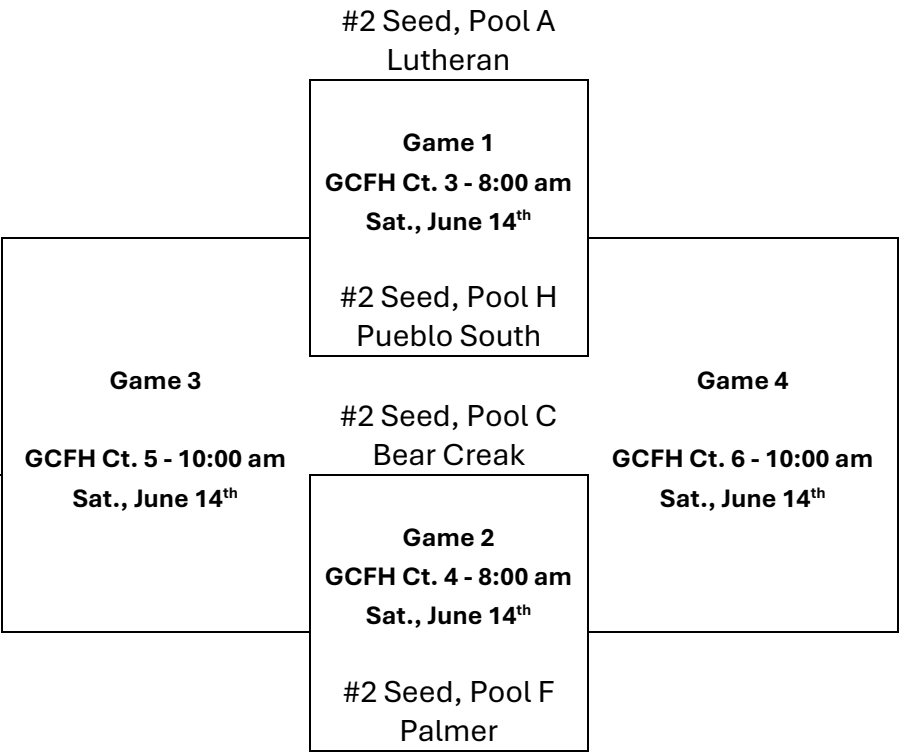 #2 Seed, Pool A
Lutheran
Game 1
GCFH Ct. 3 - 8:00 am
Sat., June 14th
#2 Seed, Pool H
Pueblo South
Game 3
GCFH Ct. 5 - 10:00 am
Sat., June 14th
Game 4
GCFH Ct. 6 - 10:00 am
Sat., June 14th
#2 Seed, Pool C
Bear Creak
Game 2
GCFH Ct. 4 - 8:00 am
Sat., June 14th
#2 Seed, Pool F
Palmer